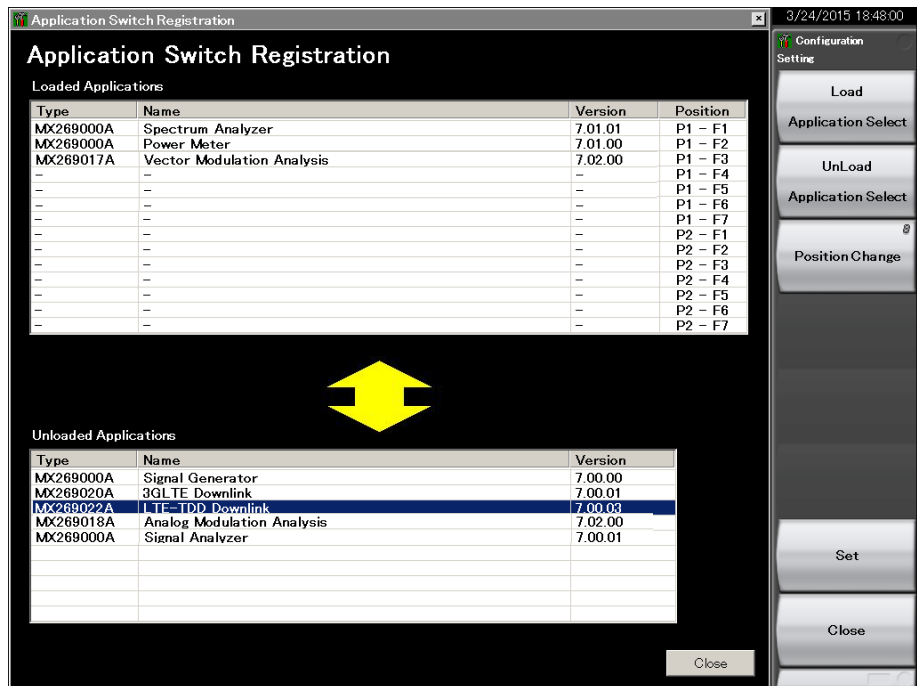 Application Switch Registration
3/24/2015 18:48:00
Application Switch Registration
Loaded Applications
Type Name Version Position
MX269000A Spectrum Analyzer 7.01.01 P1 - F1
MX269000A Power Meter 7.01.00 P1 - F2
MX269017A Vector Modulation Analysis 7.02.00 P1 - F3
- - - P1 - F4
- - - P1 - F5
- - - P1 - F6
- - - P1 - F7
- - - P2 - F1
- - - P2 - F2
- - - P2 - F3
- - - P2 - F4
- - - P2 - F5
- - - P2 - F6
- - - P2 - F7
Unloaded Applications
Type Name Version
MX269000A Signal Generator 7.00.00
MX269020A 3GLTE Downlink 7.00.01
MX269022A LTE-TDD Downlink 7.00.03
MX269018A Analog Modulation Analysis 7.02.00
MX269000A Signal Analyzer 7.00.01
Close
Configuration
Setting
Load
Application Select
UnLoad
Application Select
8
Position Change
Set
Close